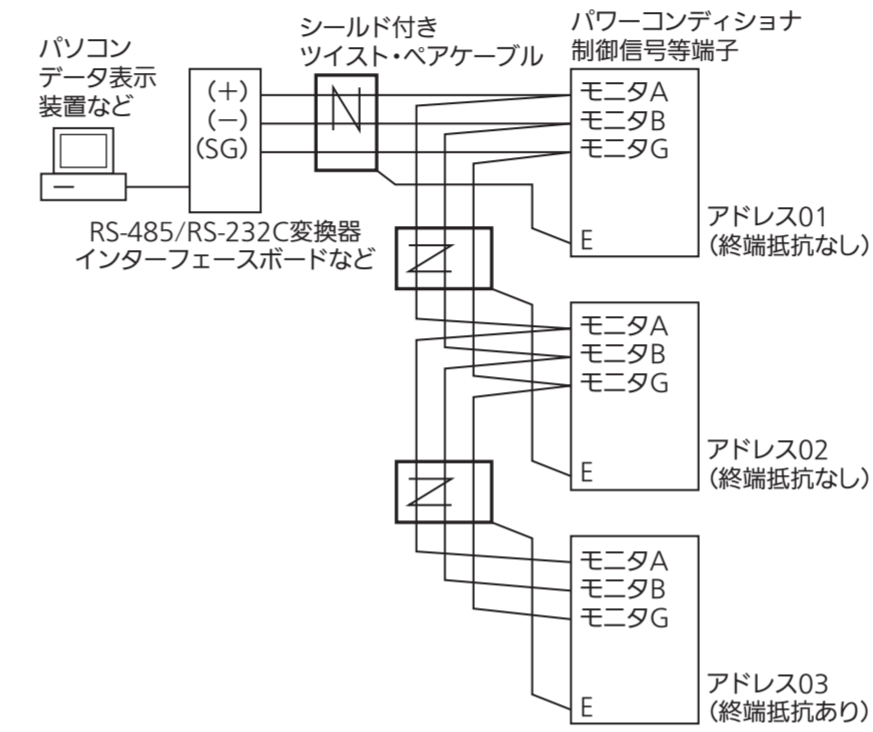 パソコン
データ表示
装置など
(+)
(−)
(SG)
RS-485/RS-232C変換器
インターフェースボードなど
シールド付き
ツイスト・ペアケーブル
パワーコンディショナ
制御信号等端子
モニタA
モニタB
モニタG
E
アドレス01
(終端抵抗なし)
モニタA
モニタB
モニタG
E
アドレス02
(終端抵抗なし)
モニタA
モニタB
モニタG
E
アドレス03
(終端抵抗あり)